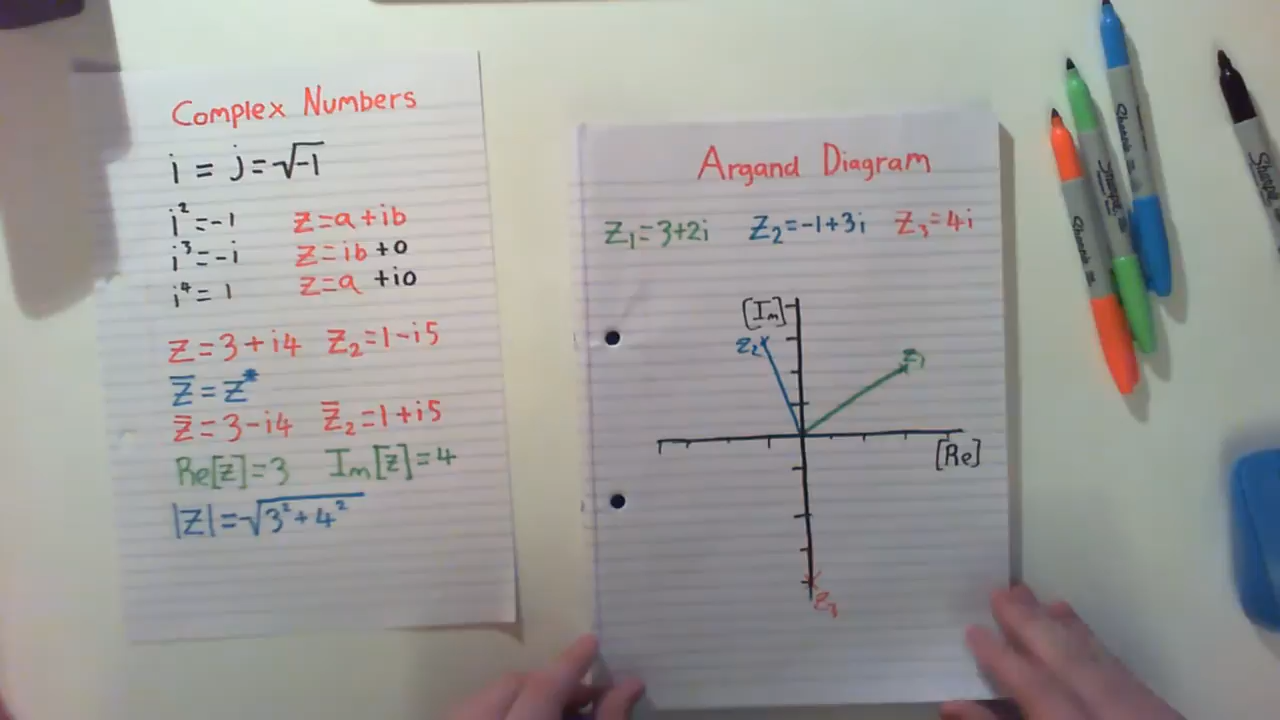 Complex Numbers
i = j = √-1
i² = -1 z = a + ib
i³ = -i z = ib + 0
i⁴ = 1 z = a + i0
z = 3 + i4 z₂ = 1 - i5
z̅ = z*
z̅ = 3 - i4 z̅₂ = 1 + i5
Re[z] = 3 Im[z] = 4
|z| = √3² + 4²
Argand Diagram
z₁ = 3 + 2i z₂ = -1 + 3i z₃ = 4i
[Im]
z₂
z₁
[Re]
z₃
Sharpie
Sharpie
Sharpie
Sharpie